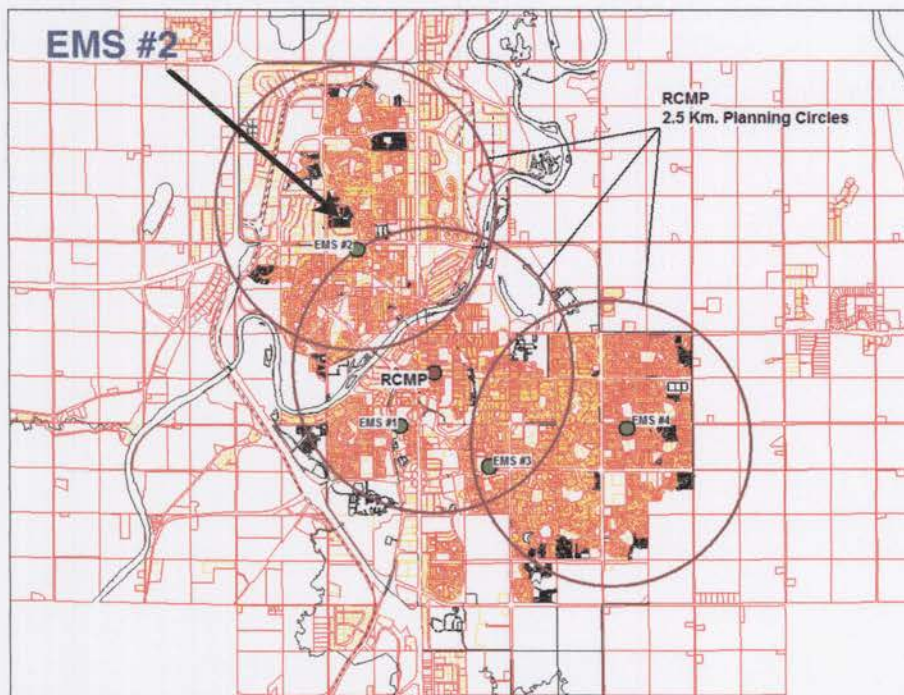 EMS #2
RCMP
2.5 Km. Planning Circles
EMS #2
RCMP
EMS #1
EMS #4
EMS #3